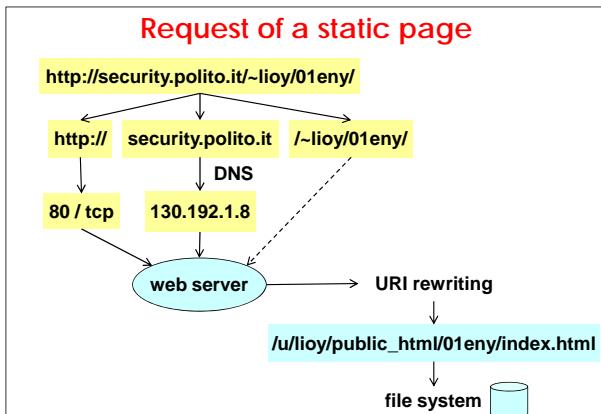 Request of a static page
http://security.polito.it/~lioy/01eny/
http://
security.polito.it
/~lioy/01eny/
DNS
80 / tcp
130.192.1.8
web server
URI rewriting
/u/lioy/public_html/01eny/index.html
file system